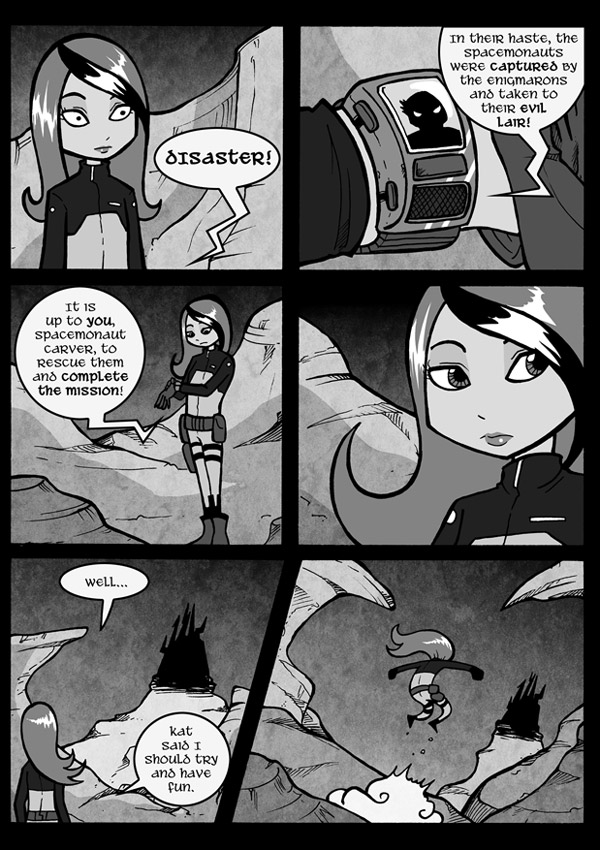 Disaster!
In their haste, the
spacemonauts
were captured by
the Enigmarons
and taken to
their evil
lair!
It is
up to you,
Spacemonaut
Carver, to
rescue them
and complete
the mission!
Well...
Kat
said I
should try
and have
fun.